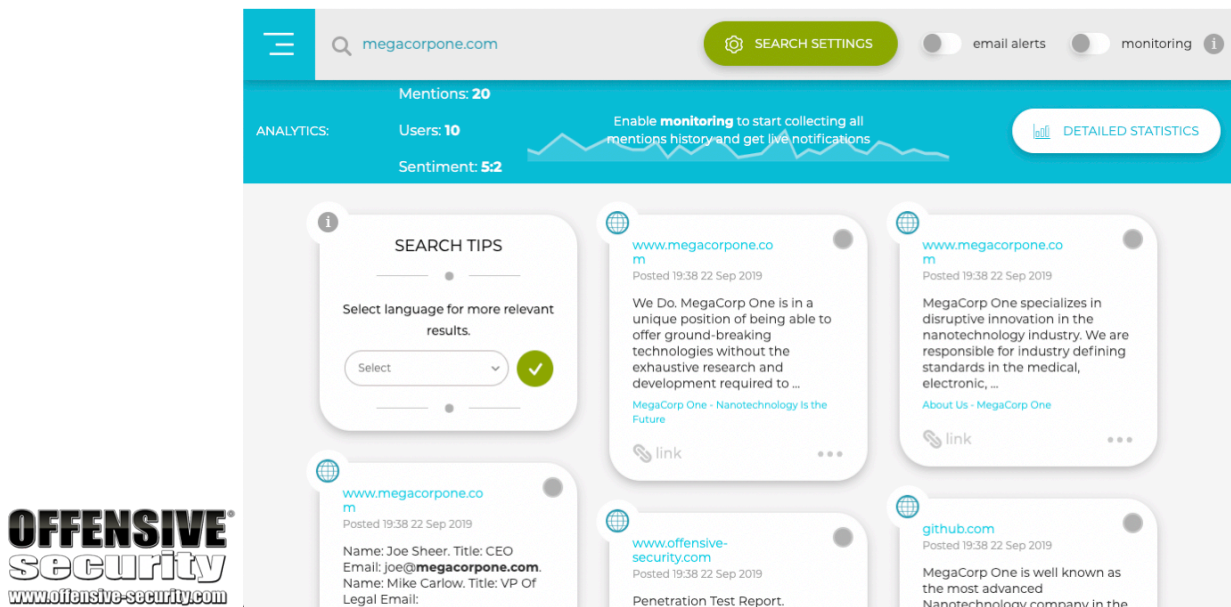 megacorpone.com
SEARCH SETTINGS
email alerts
monitoring
i
ANALYTICS:
Mentions: 20
Users: 10
Sentiment: 5:2
Enable monitoring to start collecting all
mentions history and get live notifications
DETAILED STATISTICS
i
SEARCH TIPS
Select language for more relevant
results.
Select
www.megacorpone.co
m
Posted 19:38 22 Sep 2019
We Do. MegaCorp One is in a
unique position of being able to
offer ground-breaking
technologies without the
exhaustive research and
development required to ...
MegaCorp One - Nanotechnology Is the
Future
link
www.megacorpone.co
m
Posted 19:38 22 Sep 2019
MegaCorp One specializes in
disruptive innovation in the
nanotechnology industry. We are
responsible for industry defining
standards in the medical,
electronic, ...
About Us - MegaCorp One
link
www.megacorpone.co
m
Posted 19:38 22 Sep 2019
Name: Joe Sheer. Title: CEO
Email: joe@megacorpone.com.
Name: Mike Carlow. Title: VP Of
Legal Email:
www.offensive-
security.com
Posted 19:38 22 Sep 2019
Penetration Test Report.
github.com
Posted 19:38 22 Sep 2019
MegaCorp One is well known as
the most advanced
Nanotechnology company in the
OFFENSIVE®
security
www.offensive-security.com